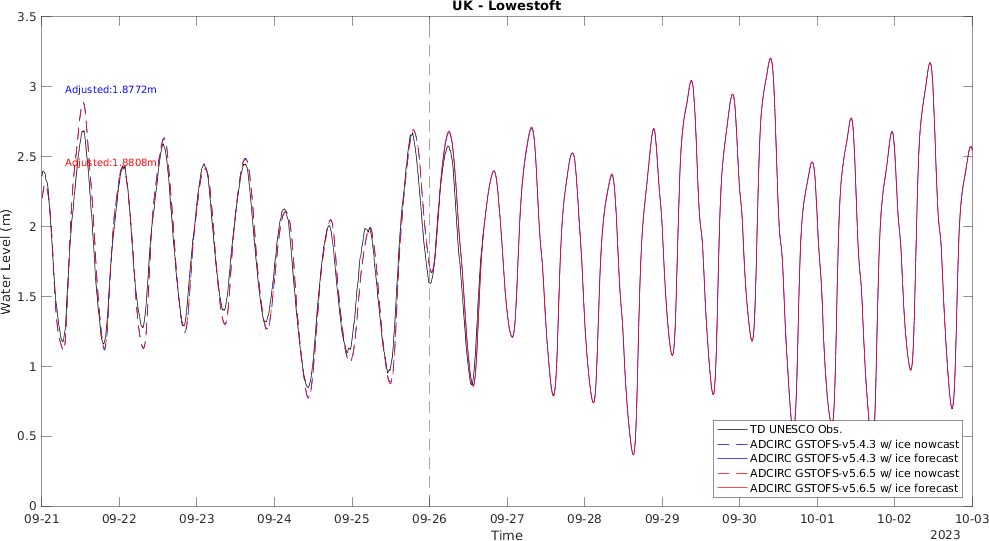 UK - Lowestoft
3.5
3
2.5
2
1.5
1
0.5
0
Water Level (m)
Adjusted:1.8772m
Adjusted:1.8808m
TD UNESCO Obs.
ADCIRC GSTOFS-v5.4.3 w/ ice nowcast
ADCIRC GSTOFS-v5.4.3 w/ ice forecast
ADCIRC GSTOFS-v5.6.5 w/ ice nowcast
ADCIRC GSTOFS-v5.6.5 w/ ice forecast
09-21 09-22 09-23 09-24 09-25 09-26 09-27 09-28 09-29 09-30 10-01 10-02 10-03
Time
2023